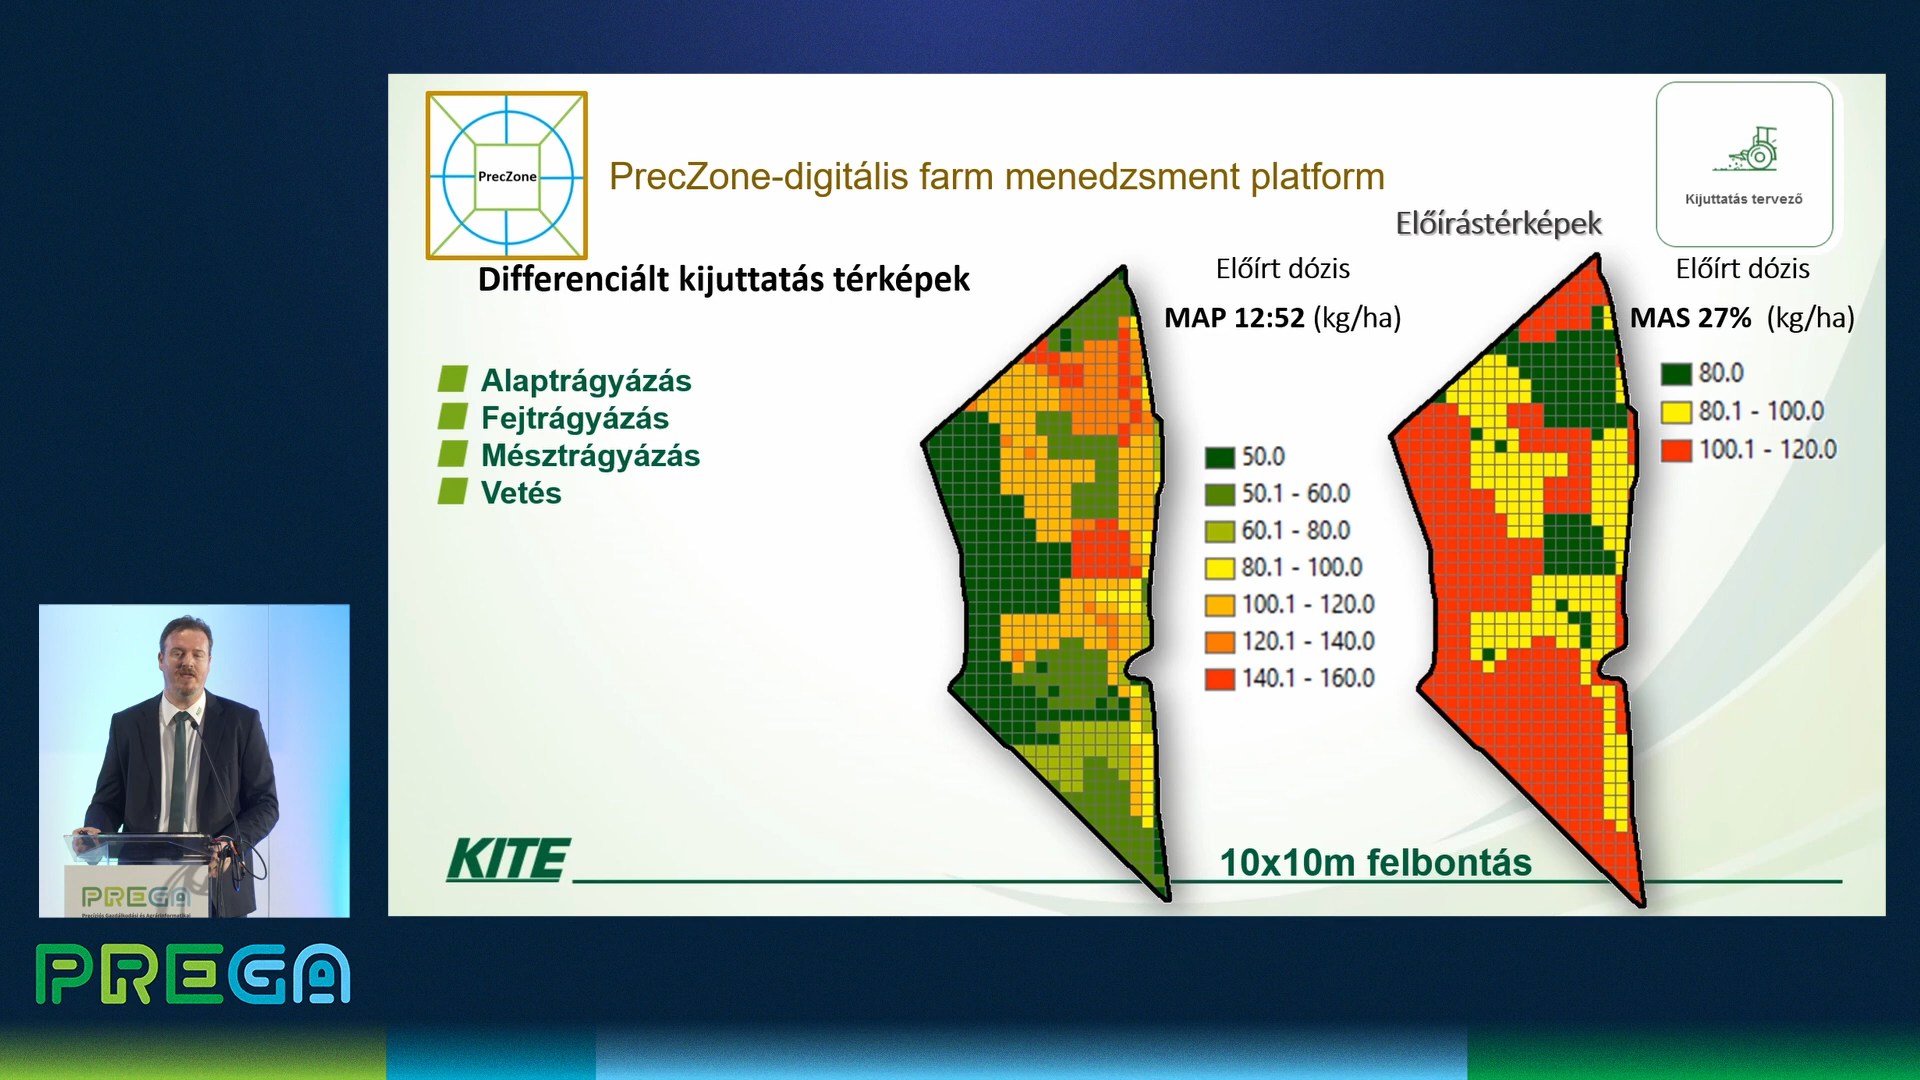 PrecZone
PrecZone-digitális farm menedzsment platform
Kijuttatás tervező
Előírástérképek
Differenciált kijuttatás térképek
Előírt dózis
MAP 12:52 (kg/ha)
Előírt dózis
MAS 27% (kg/ha)
Alaptrágyázás
Fejtrágyázás
Mésztrágyázás
Vetés
50.0
50.1 - 60.0
60.1 - 80.0
80.1 - 100.0
100.1 - 120.0
120.1 - 140.0
140.1 - 160.0
80.0
80.1 - 100.0
100.1 - 120.0
KITE
10x10m felbontás
PREGA
Precíziós Gazdálkodási és Agrárinformatikai
PREGA